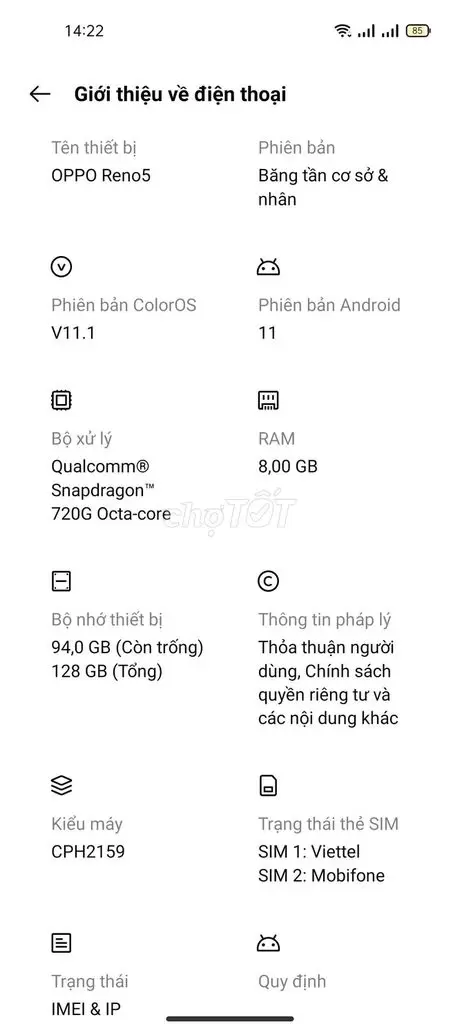 14:22
85
Giới thiệu về điện thoại
Tên thiết bị
OPPO Reno5
Phiên bản
Băng tần cơ sở &
nhân
Phiên bản ColorOS
V11.1
Phiên bản Android
11
Bộ xử lý
Qualcomm®
Snapdragon™
720G Octa-core
RAM
8,00 GB
chợTỐT
Bộ nhớ thiết bị
94,0 GB (Còn trống)
128 GB (Tổng)
Thông tin pháp lý
Thỏa thuận người
dùng, Chính sách
quyền riêng tư và
các nội dung khác
Kiểu máy
CPH2159
Trạng thái thẻ SIM
SIM 1: Viettel
SIM 2: Mobifone
Trạng thái
IMEI & IP
Quy định